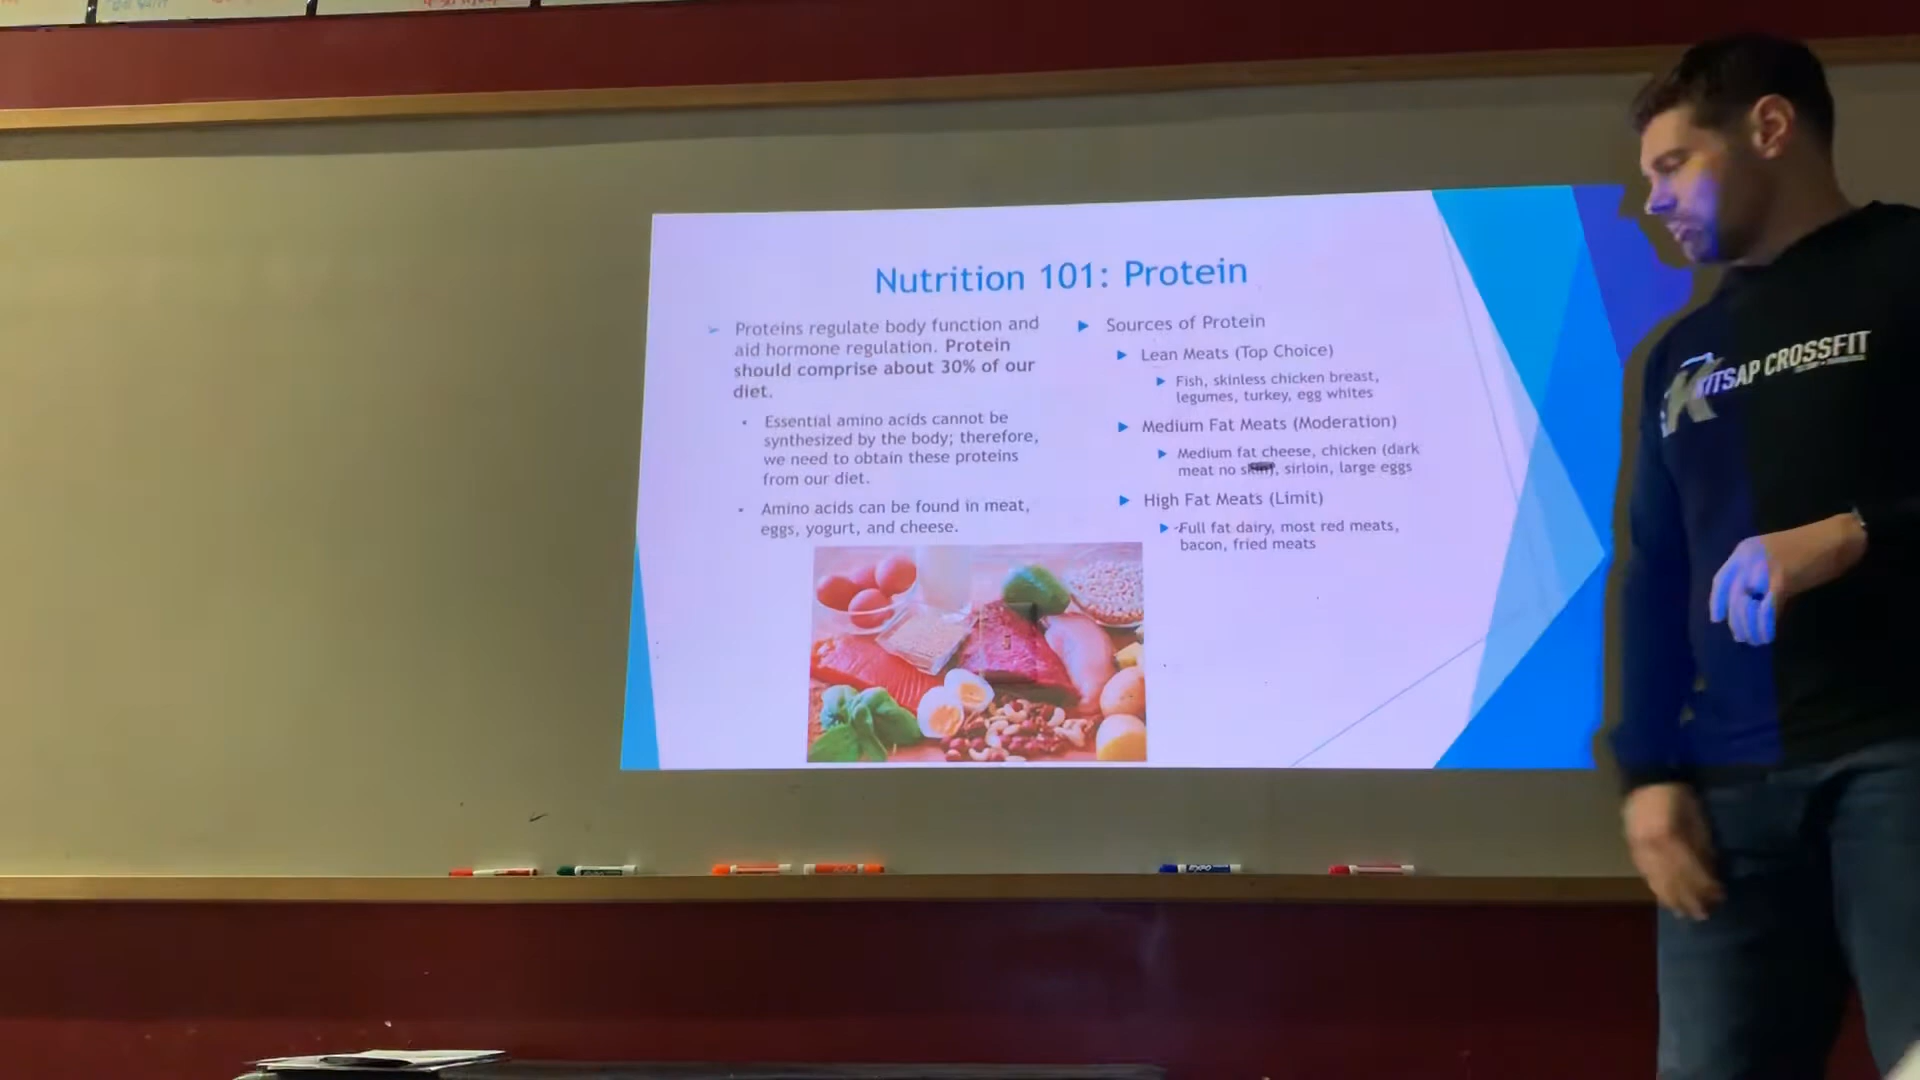 Nutrition 101: Protein
Proteins regulate body function and
aid hormone regulation. Protein
should comprise about 30% of our
diet.
Essential amino acids cannot be
synthesized by the body; therefore,
we need to obtain these proteins
from our diet.
Amino acids can be found in meat,
eggs, yogurt, and cheese.
Sources of Protein
Lean Meats (Top Choice)
Fish, skinless chicken breast,
legumes, turkey, egg whites
Medium Fat Meats (Moderation)
Medium fat cheese, chicken (dark
meat no skin), sirloin, large eggs
High Fat Meats (Limit)
Full fat dairy, most red meats,
bacon, fried meats
KITSAP CROSSFIT
EXPO